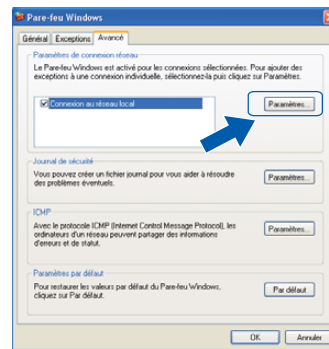 Pare-feu Windows
Général Exceptions Avancé
Paramètres de connexion réseau
Le Pare-feu Windows est activé pour les connexions sélectionnées. Pour ajouter des
exceptions à une connexion individuelle, sélectionnez-la puis cliquez sur Paramètres.
Connexion au réseau local
Paramètres...
Journal de sécurité
Vous pouvez créer un fichier journal pour vous aider à résoudre
des problèmes éventuels.
Paramètres...
ICMP
Avec le protocole ICMP (Internet Control Message Protocol), les
ordinateurs d'un réseau peuvent partager des informations
d'erreurs et de statut.
Paramètres...
Paramètres par défaut
Pour restaurer les valeurs par défaut du Pare-feu Windows,
cliquez sur Par défaut.
Par défaut
OK Annuler